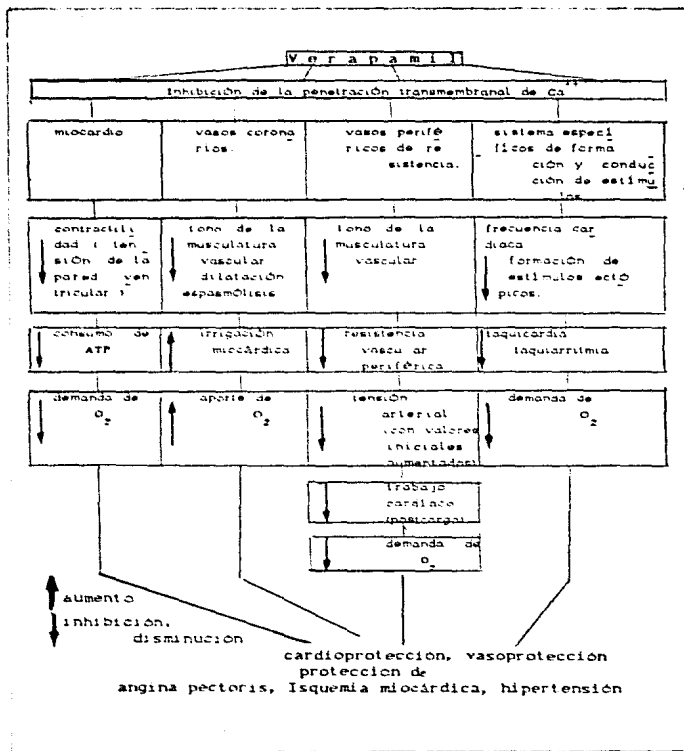 Verapamil
Inhibición de la penetración transmembranal de Ca++
miocardio
vasos corona
rios.
vasos perifé
ricos de re
sistencia.
sistema especí
ficos de forma
ción y conduc
ción de estímu
los
contractili
dad ( ten
sión de la
pared ven
tricular )
tono de la
musculatura
vascular
dilatación
espasmólisis
tono de la
musculatura
vascular
frecuencia car
diaca
formación de
estímulos ectó
picos.
consumo de
ATP
irrigación
miocárdica
resistencia
vascular
periférica
taquicardia
taquiarritmia
demanda de
O2
aporte de
O2
tensión
arterial
(con valores
iniciales
aumentados)
demanda de
O2
trabajo
cardíaco
(postcarga)
demanda de
O2
aumento
inhibición,
disminución
cardioprotección, vasoprotección
proteccion de
angina pectoris, Isquemia miocárdica, hipertensión